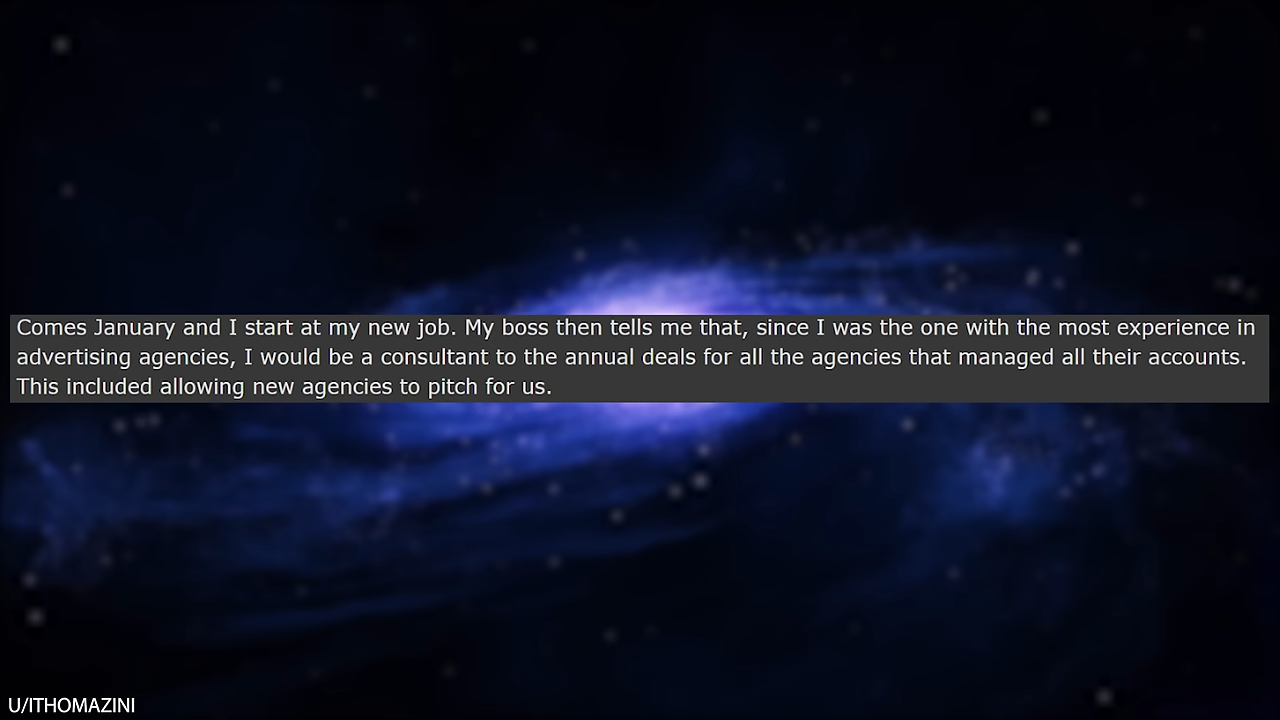 Comes January and I start at my new job. My boss then tells me that, since I was the one with the most experience in
advertising agencies, I would be a consultant to the annual deals for all the agencies that managed all their accounts.
This included allowing new agencies to pitch for us.
U/ITHOMAZINI